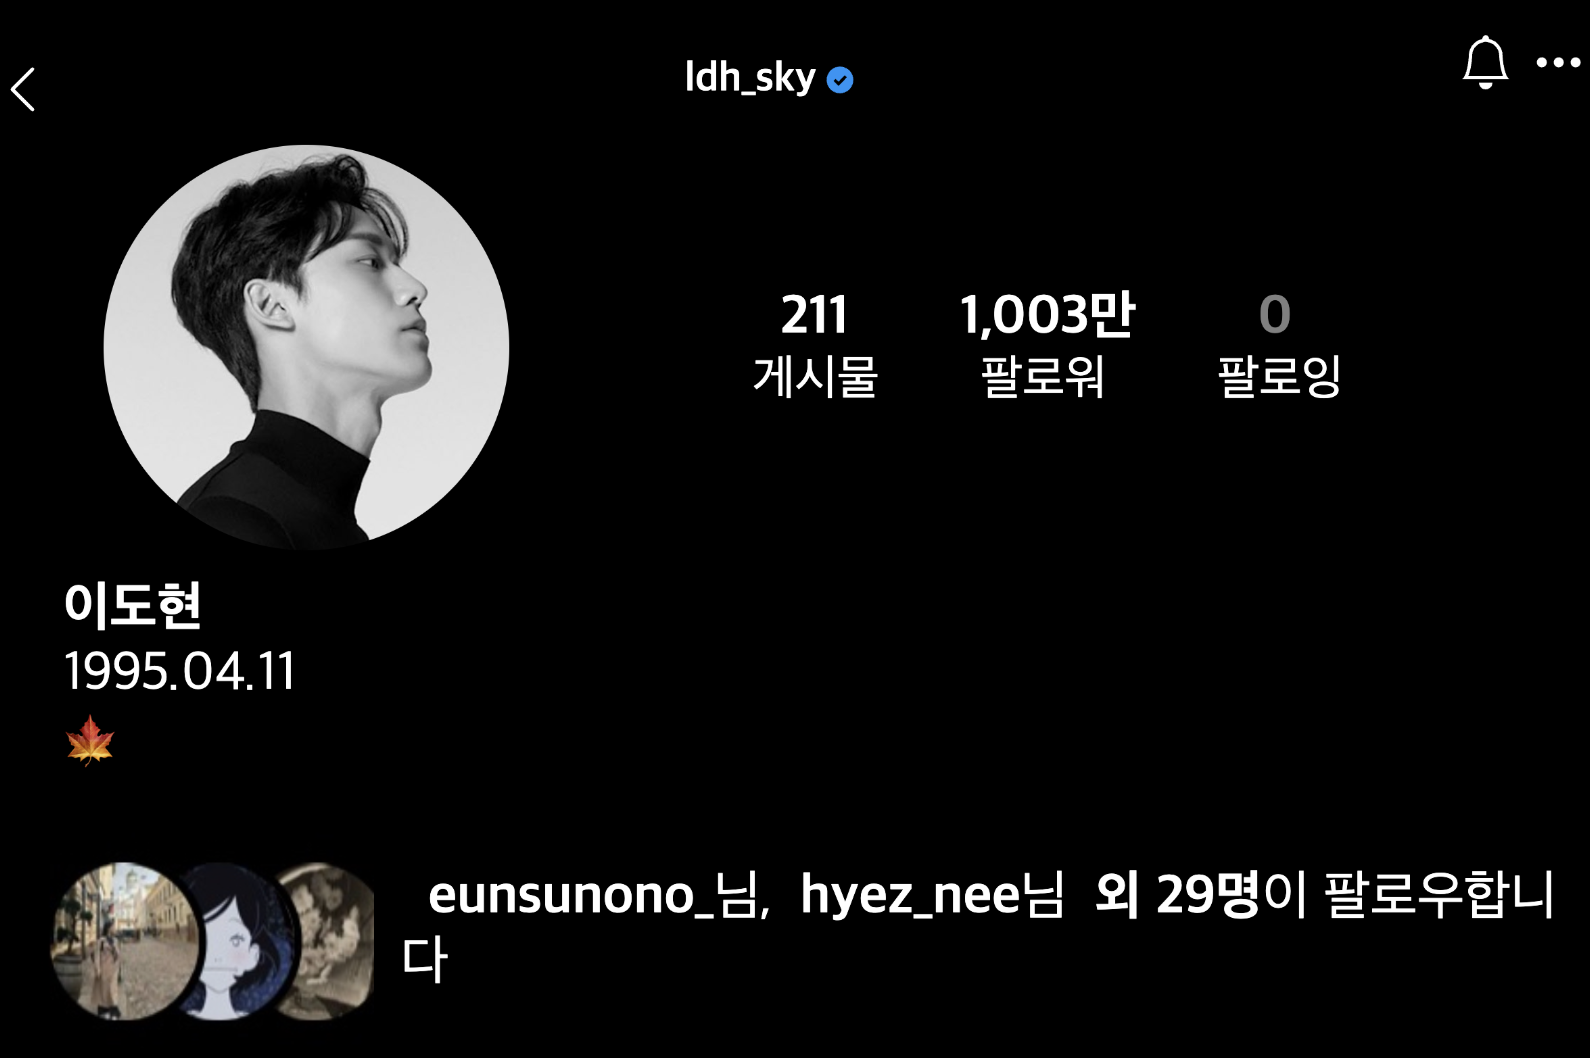 ldh_sky
211 1,003만 0
게시물 팔로워 팔로잉
이도현
1995.04.11
eunsunono_님, hyez_nee님 외 29명이 팔로우합니
다